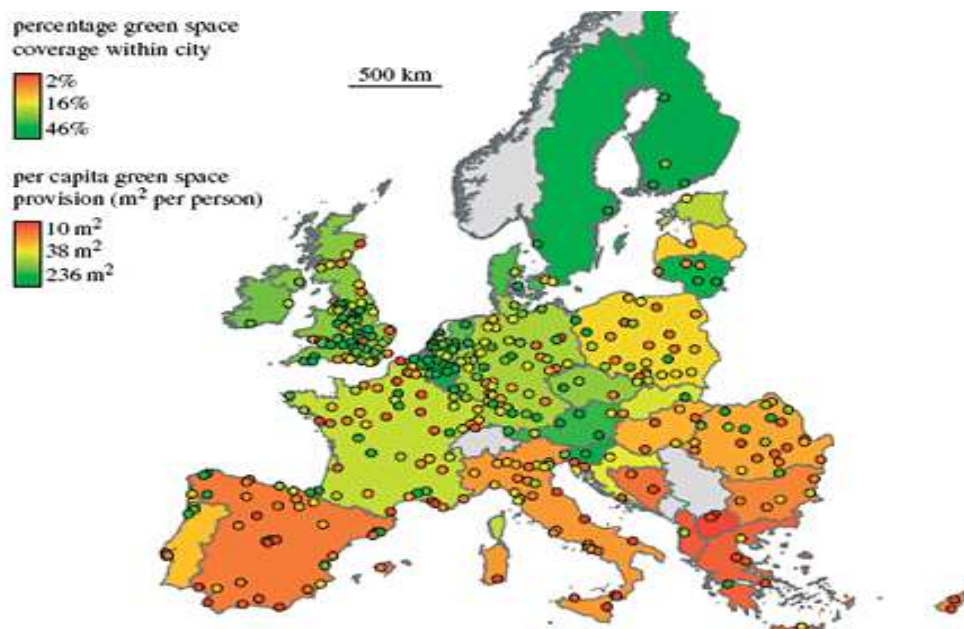 percentage green space
coverage within city
2%
16%
46%
500 km
per capita green space
provision (m² per person)
10 m²
38 m²
236 m²